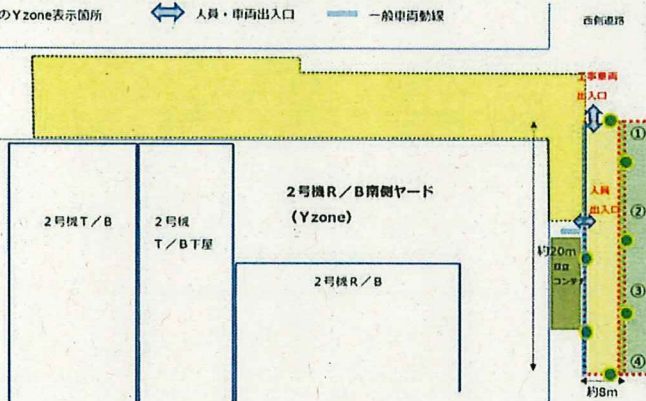 のYzone表示箇所
人員・車両出入口
一般車両動線
西側道路
工事車両
出入口
①
2号機R/B南側ヤード
(Yzone)
人員
出入口
②
2号機T/B
2号機
T/B下屋
約20m
コンテナ
2号機R/B
③
④
約8m